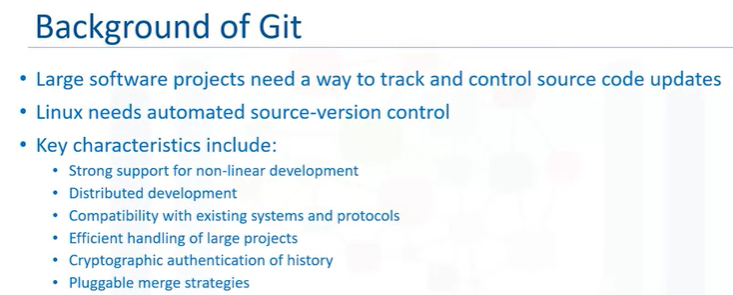 Background of Git
• Large software projects need a way to track and control source code updates
• Linux needs automated source-version control
• Key characteristics include:
• Strong support for non-linear development
• Distributed development
• Compatibility with existing systems and protocols
• Efficient handling of large projects
• Cryptographic authentication of history
• Pluggable merge strategies